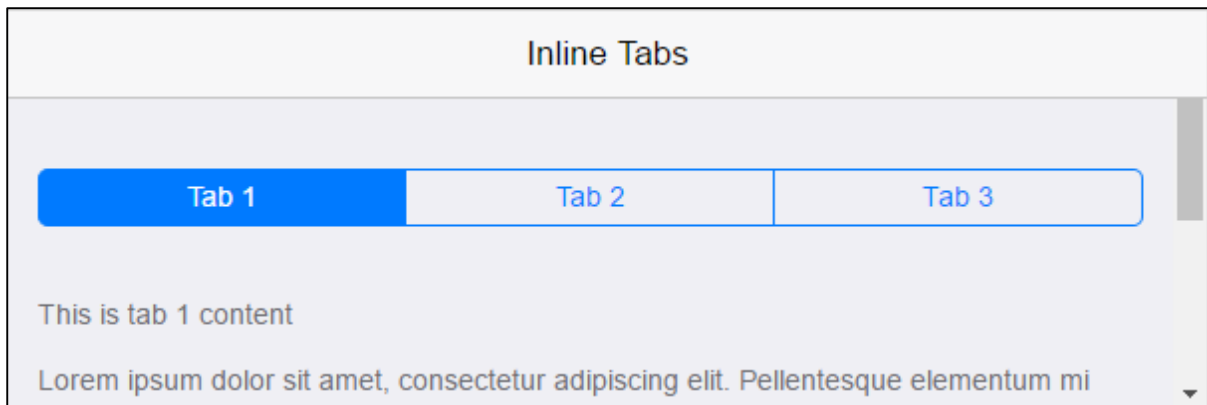 Inline Tabs
Tab 1 Tab 2 Tab 3
This is tab 1 content
Lorem ipsum dolor sit amet, consectetur adipiscing elit. Pellentesque elementum mi